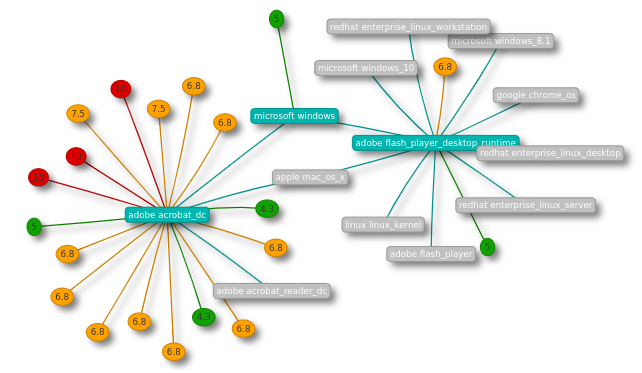 5
redhat enterprise_linux_workstation
microsoft windows_8.1
microsoft windows_10
6.8
google chrome_os
6.8
7.5
7.5
6.8
microsoft windows
adobe flash_player_desktop_runtime
redhat enterprise_linux_desktop
apple mac_os_x
redhat enterprise_linux_server
4.3
adobe acrobat_dc
5
linux linux_kernel
5
6.8
6.8
adobe flash_player
adobe acrobat_reader_dc
6.8
4.3
6.8
6.8
6.8
6.8